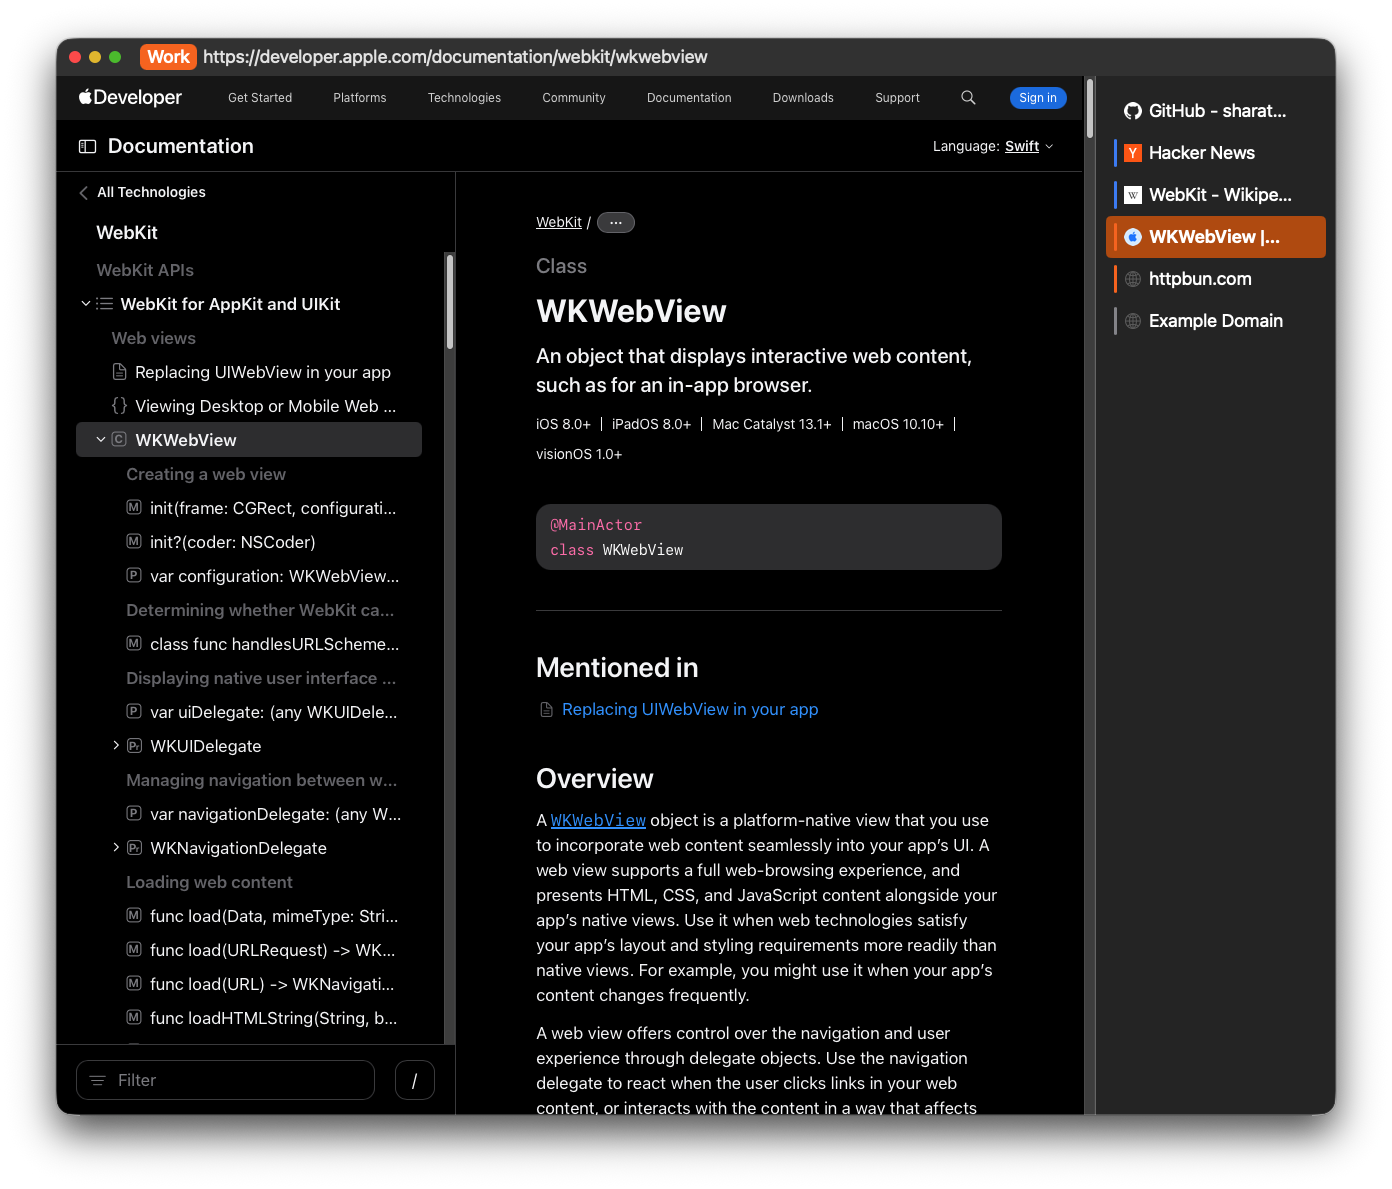 Work https://developer.apple.com/documentation/webkit/wkwebview
Developer
Get Started
Platforms
Technologies
Community
Documentation
Downloads
Support
Sign in
Documentation
Language: Swift
All Technologies
WebKit
WebKit APIs
WebKit for AppKit and UIKit
Web views
Replacing UIWebView in your app
{} Viewing Desktop or Mobile Web ...
C WKWebView
Creating a web view
M init(frame: CGRect, configurati...
M init?(coder: NSCoder)
P var configuration: WKWebView...
Determining whether WebKit ca...
M class func handlesURLScheme...
Displaying native user interface ...
P var uiDelegate: (any WKUIDele...
Pr WKUIDelegate
Managing navigation between w...
P var navigationDelegate: (any W...
Pr WKNavigationDelegate
Loading web content
M func load(Data, mimeType: Stri...
M func load(URLRequest) -> WK...
M func load(URL) -> WKNavigati...
M func loadHTMLString(String, b...
Filter
/
WebKit / ...
Class
WKWebView
An object that displays interactive web content,
such as for an in-app browser.
iOS 8.0+ | iPadOS 8.0+ | Mac Catalyst 13.1+ | macOS 10.10+ |
visionOS 1.0+
@MainActor
class WKWebView
Mentioned in
Replacing UIWebView in your app
Overview
A WKWebView object is a platform-native view that you use
to incorporate web content seamlessly into your app’s UI. A
web view supports a full web-browsing experience, and
presents HTML, CSS, and JavaScript content alongside your
app’s native views. Use it when web technologies satisfy
your app’s layout and styling requirements more readily than
native views. For example, you might use it when your app’s
content changes frequently.
A web view offers control over the navigation and user
experience through delegate objects. Use the navigation
delegate to react when the user clicks links in your web
content, or interacts with the content in a way that affects
GitHub - sharat...
Y Hacker News
W WebKit - Wikipe...
WKWebView |...
httpbun.com
Example Domain